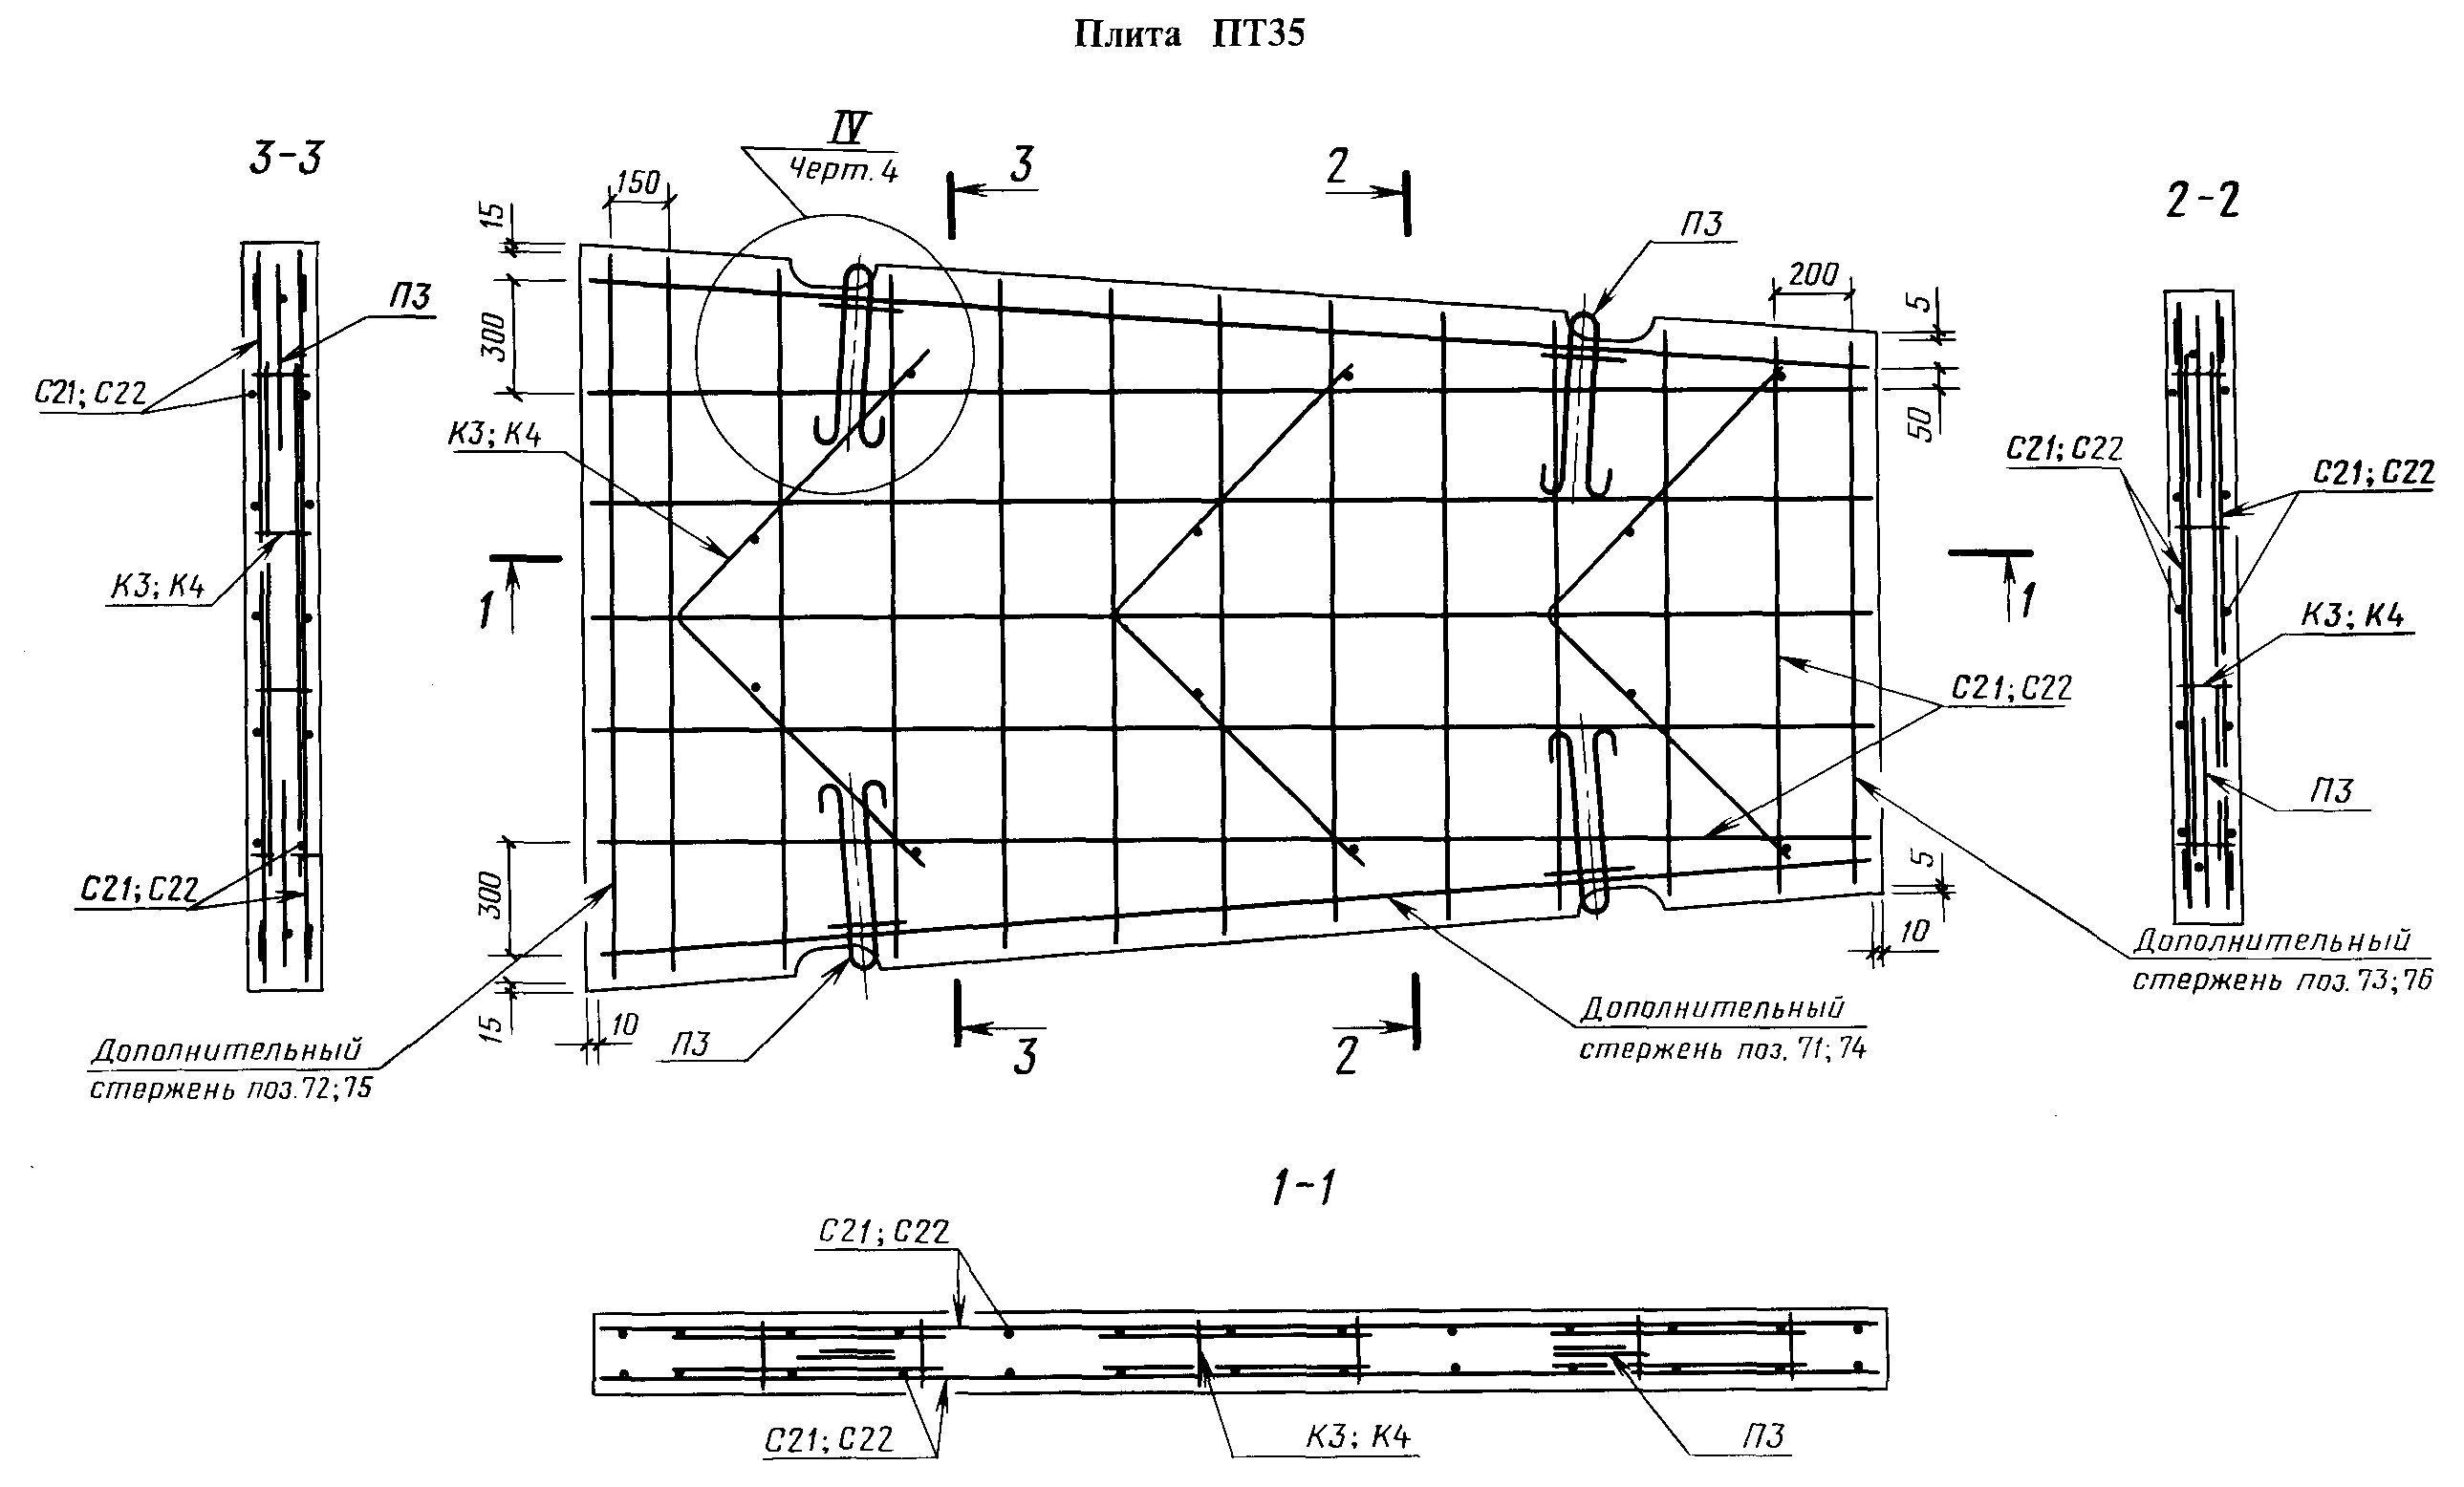 Плита ПТ35
IV
Черт. 4
3-3
3
2
2-2
150
15
П3
200
5
П3
300
С21; С22
К3; К4
50
С21; С22
С21; С22
К3; К4
1
1
К3; К4
С21; С22
П3
С21; С22
300
5
10
Дополнительный
стержень поз. 73; 76
15
10
П3
Дополнительный
стержень поз. 71; 74
Дополнительный
стержень поз. 72; 75
3
2
1-1
С21; С22
С21; С22
К3; К4
П3